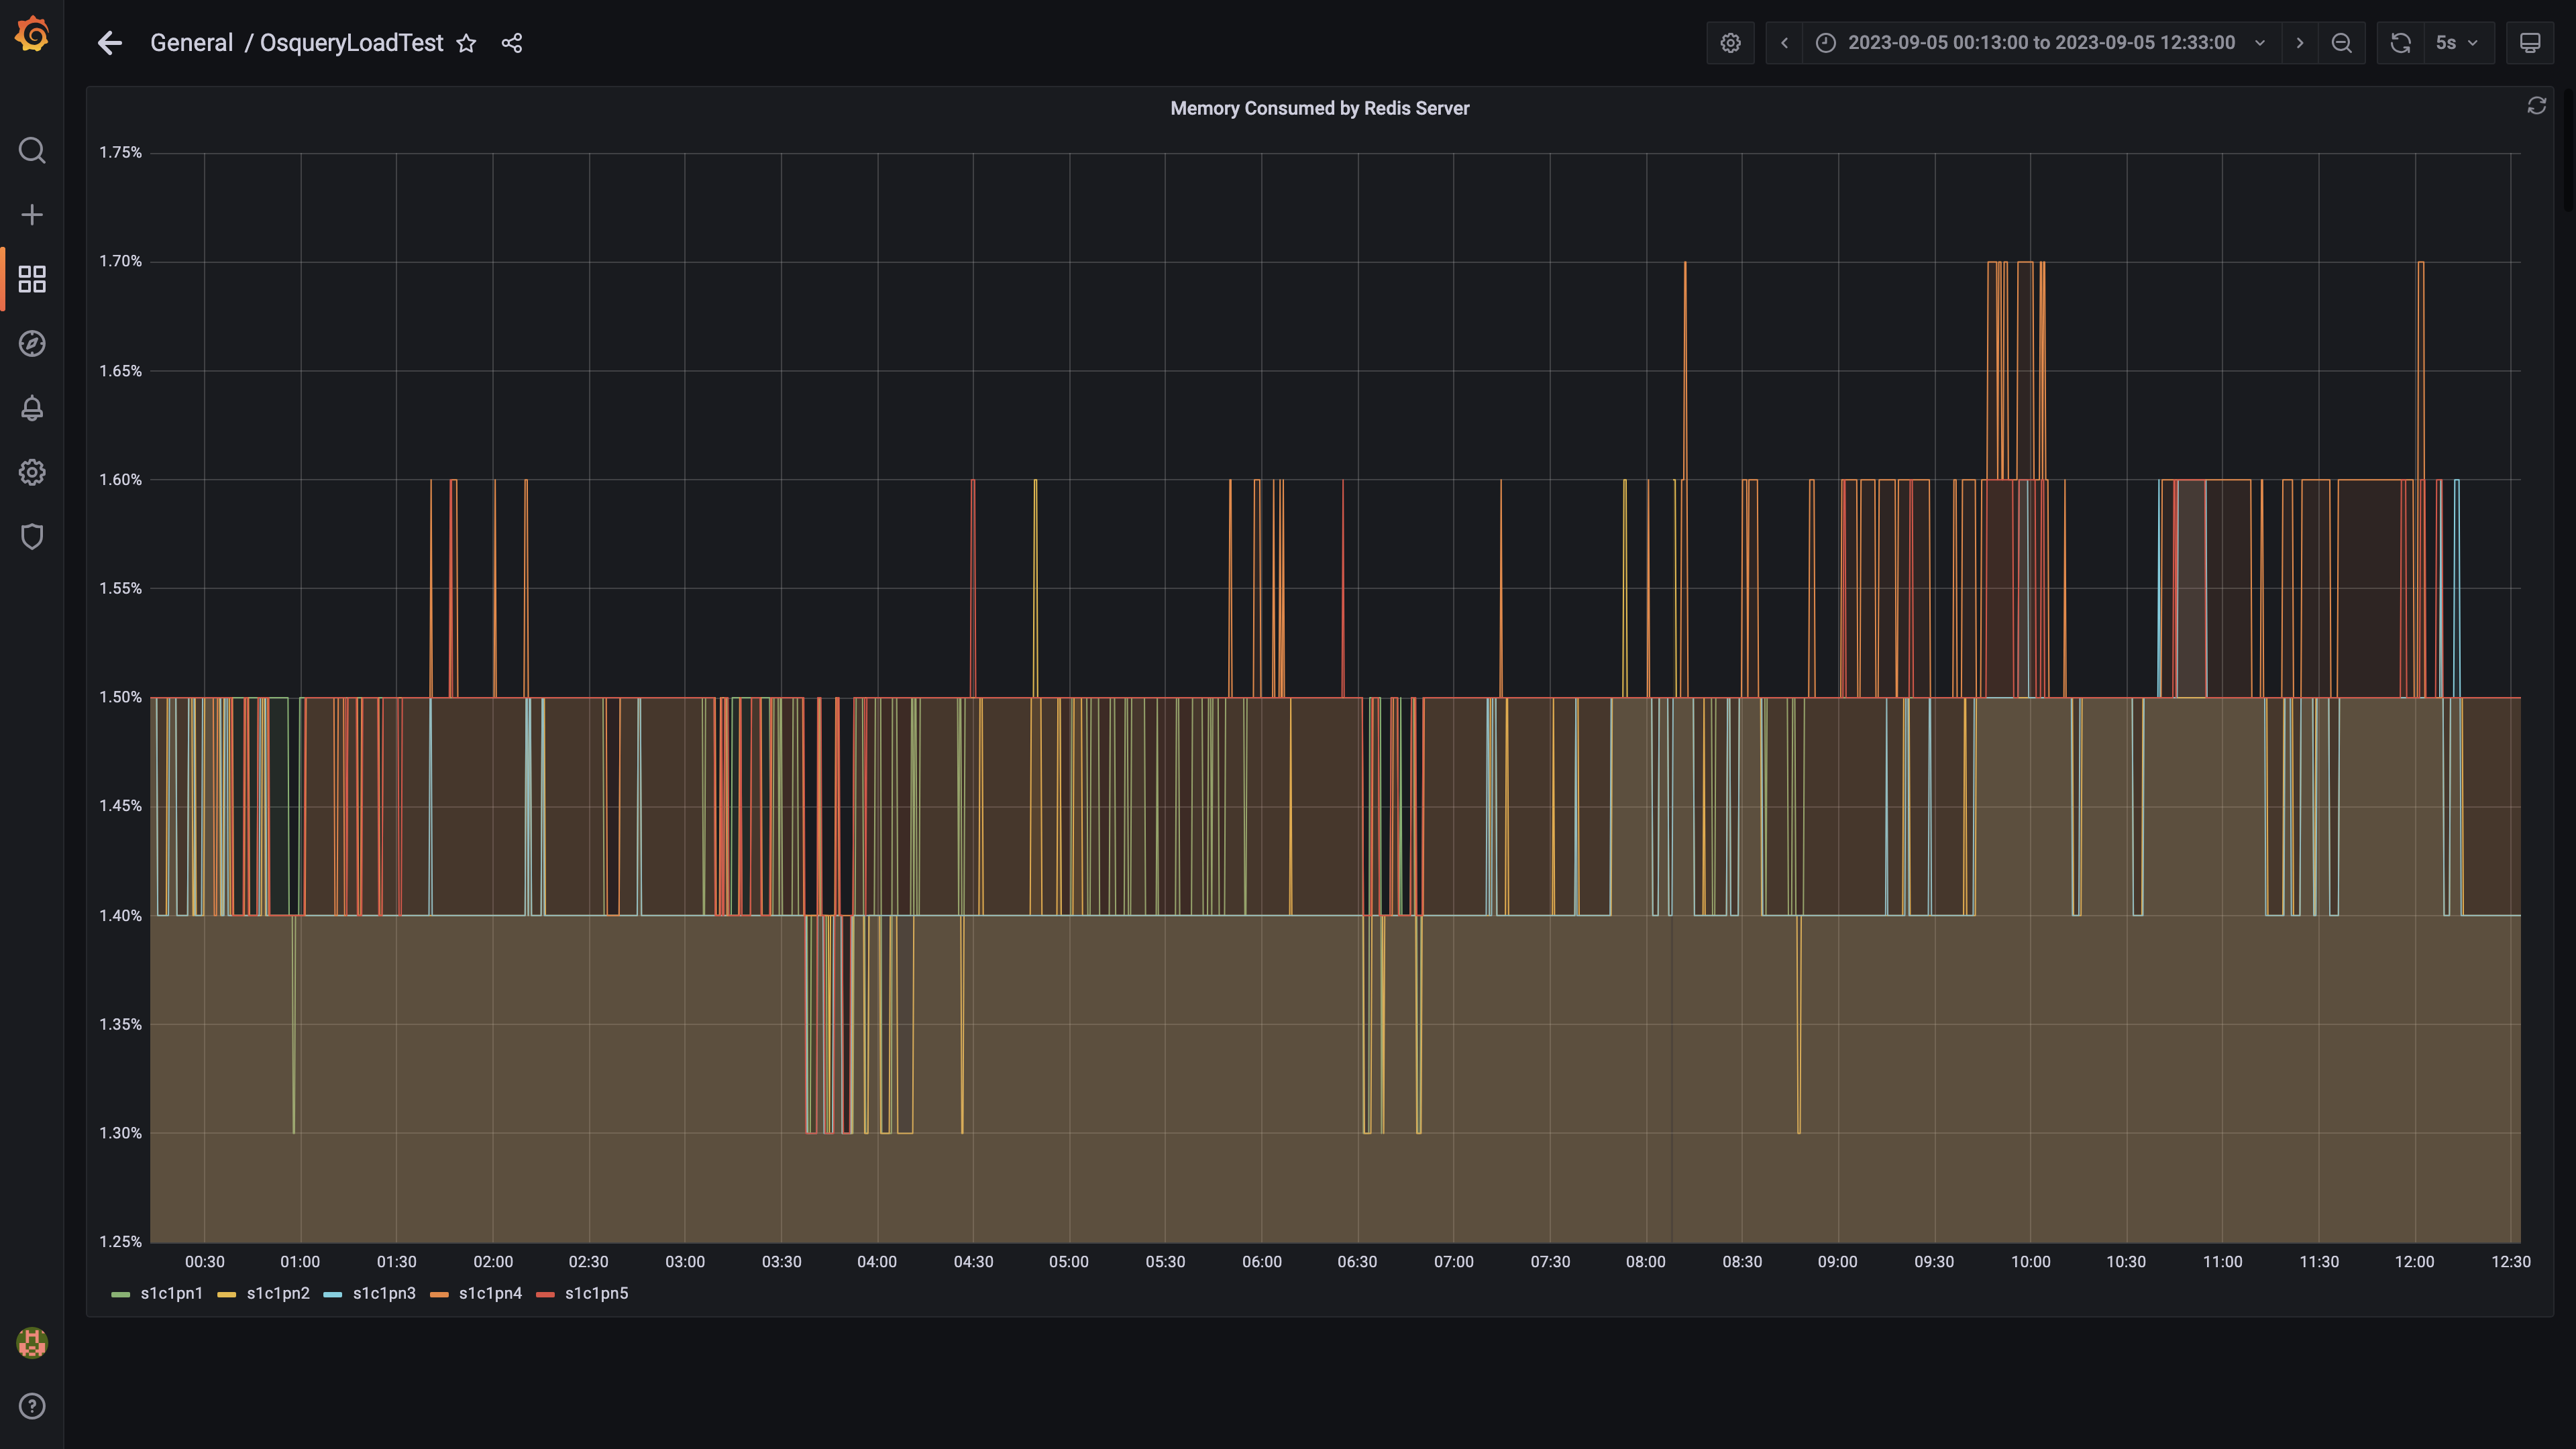 General / OsqueryLoadTest
2023-09-05 00:13:00 to 2023-09-05 12:33:00
5s
Memory Consumed by Redis Server
1.75%
1.70%
1.65%
1.60%
1.55%
1.50%
1.45%
1.40%
1.35%
1.30%
1.25%
00:30 01:00 01:30 02:00 02:30 03:00 03:30 04:00 04:30 05:00 05:30 06:00 06:30 07:00 07:30 08:00 08:30 09:00 09:30 10:00 10:30 11:00 11:30 12:00 12:30
s1c1pn1 s1c1pn2 s1c1pn3 s1c1pn4 s1c1pn5